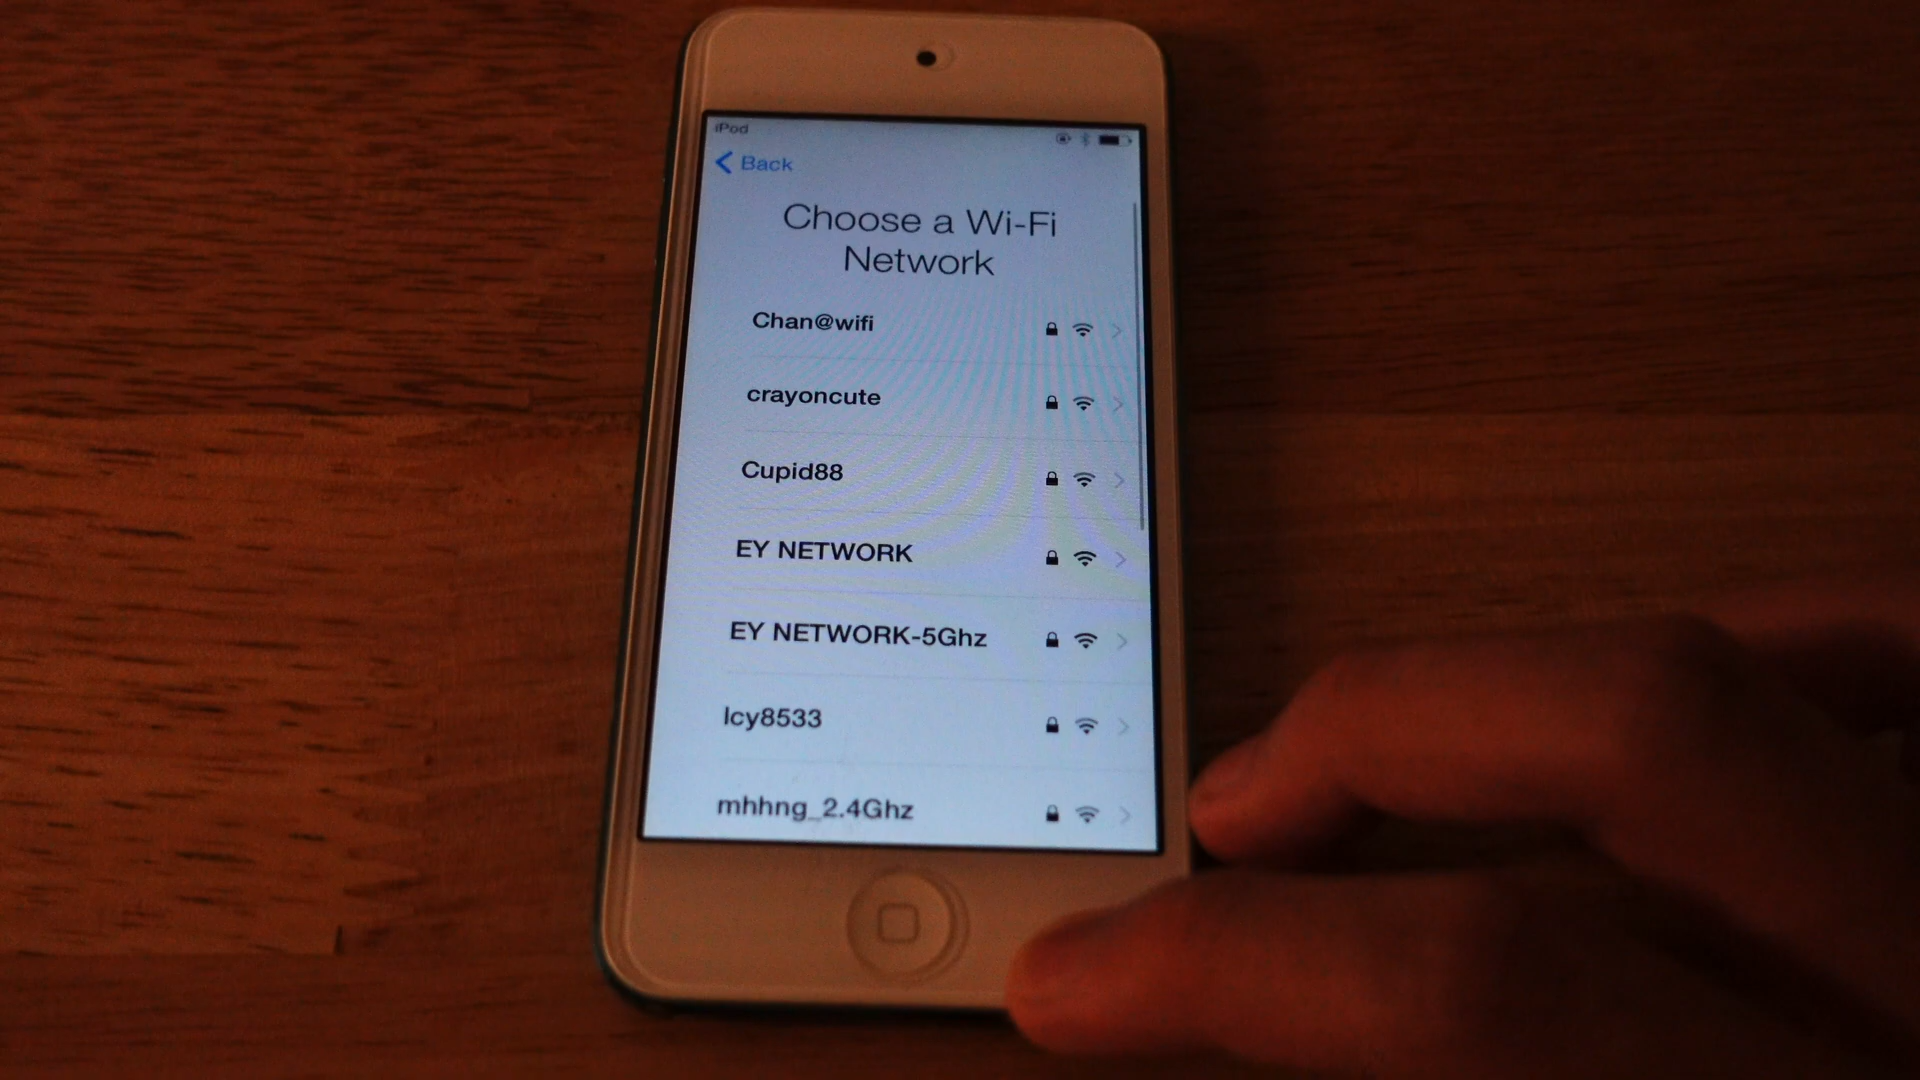 iPod
Back
Choose a Wi-Fi
Network
Chan@wifi
crayoncute
Cupid88
EY NETWORK
EY NETWORK-5Ghz
lcy8533
mhhng_2.4Ghz